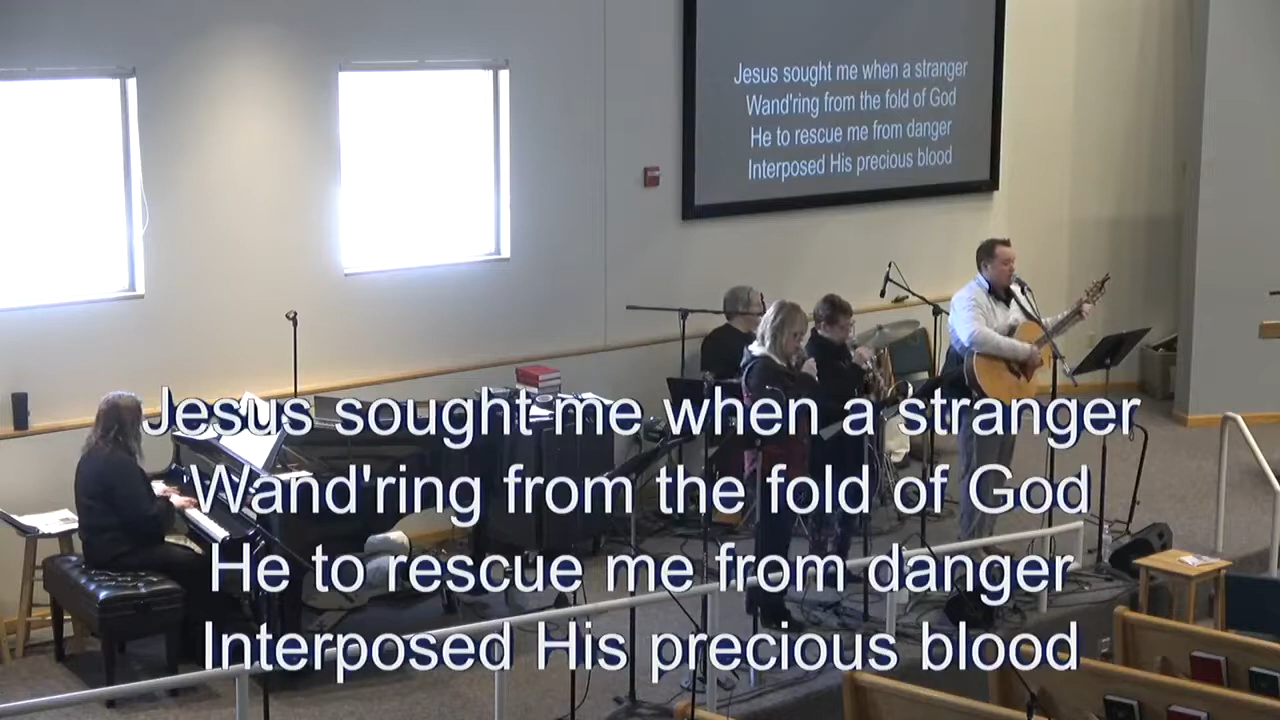 Jesus sought me when a stranger
Wand'ring from the fold of God
He to rescue me from danger
Interposed His precious blood
Jesus sought me when a stranger
Wand'ring from the fold of God
He to rescue me from danger
Interposed His precious blood